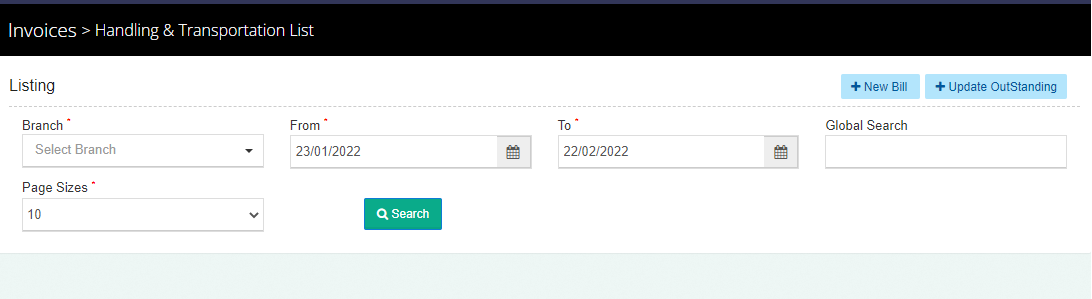 Invoices > Handling & Transportation List
Listing
+ New Bill
+ Update OutStanding
Branch *
From *
To *
Global Search
Select Branch
23/01/2022
22/02/2022
Page Sizes *
10
Search